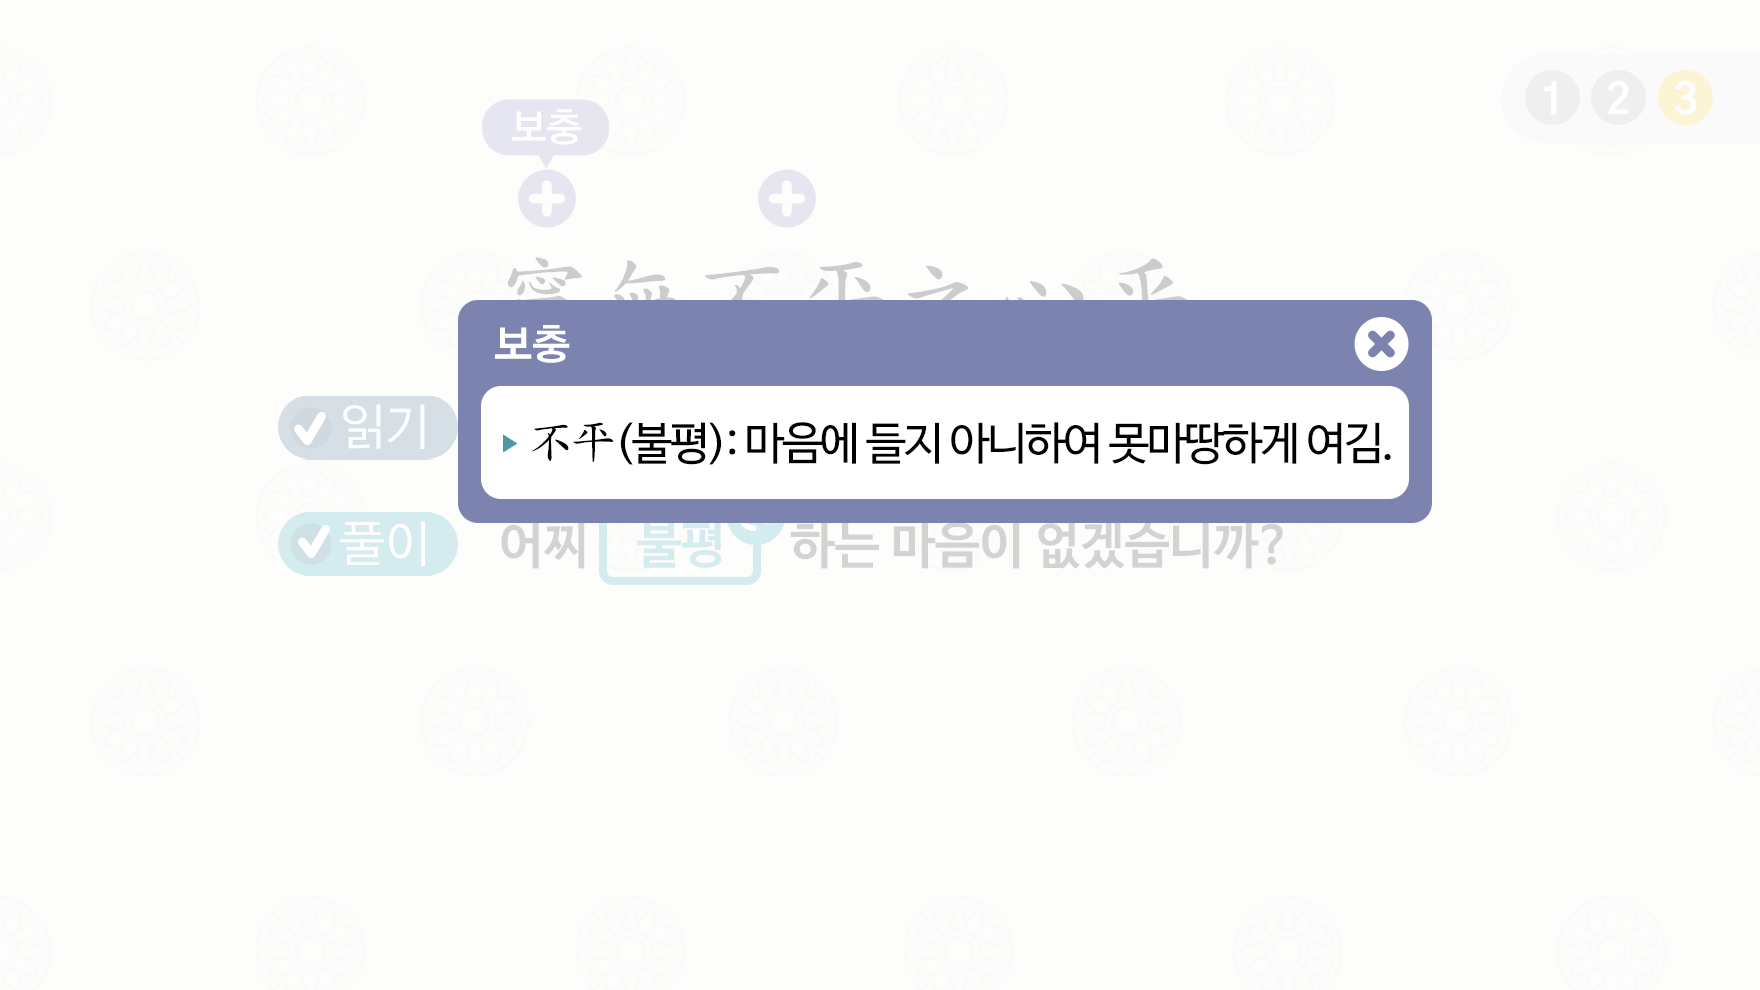 1 2 3
보충
寧無不平之心乎
보충
▶ 不平(불평) : 마음에 들지 아니하여 못마땅하게 여김.
읽기
풀이 어찌 불평 하는 마음이 없겠습니까?